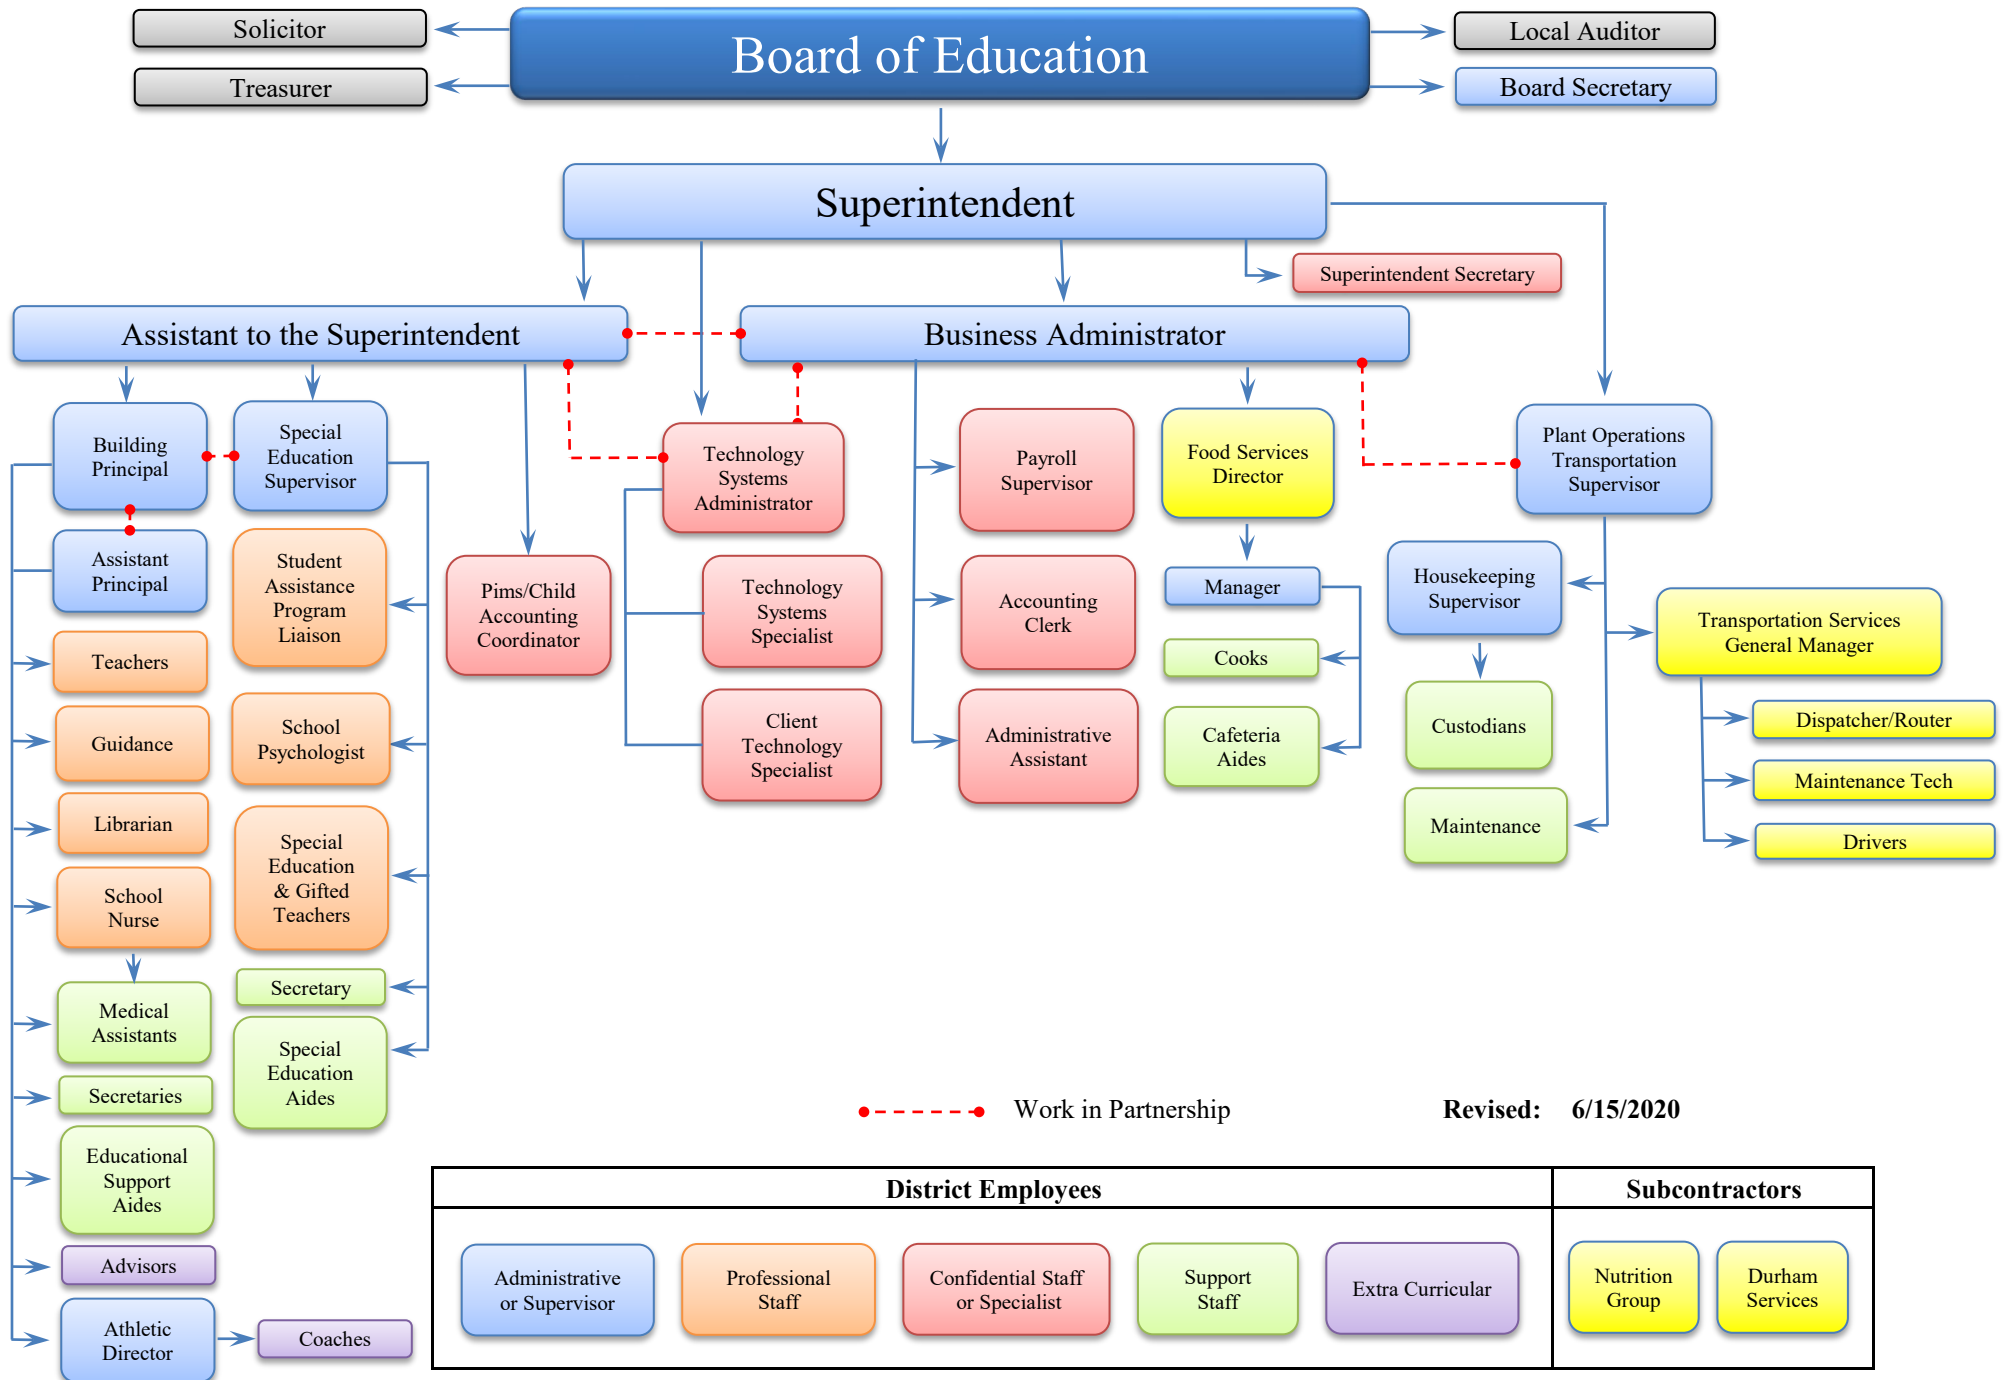 Solicitor
Board of Education
Local Auditor
Treasurer
Board Secretary
Superintendent
Superintendent Secretary
Assistant to the Superintendent
Business Administrator
Building
Principal
Special
Education
Supervisor
Technology
Systems
Administrator
Payroll
Supervisor
Food Services
Director
Plant Operations
Transportation
Supervisor
Assistant
Principal
Student
Assistance
Program
Liaison
Pims/Child
Accounting
Coordinator
Technology
Systems
Specialist
Accounting
Clerk
Manager
Housekeeping
Supervisor
Transportation Services
General Manager
Teachers
Cooks
Guidance
School
Psychologist
Client
Technology
Specialist
Administrative
Assistant
Cafeteria
Aides
Custodians
Dispatcher/Router
Maintenance Tech
Librarian
Maintenance
Drivers
School
Nurse
Special
Education
& Gifted
Teachers
Secretary
Medical
Assistants
Special
Education
Aides
Secretaries
Work in Partnership
Revised: 6/15/2020
Educational
Support
Aides
District Employees
Subcontractors
Advisors
Administrative
or Supervisor
Professional
Staff
Confidential Staff
or Specialist
Support
Staff
Extra Curricular
Nutrition
Group
Durham
Services
Athletic
Director
Coaches